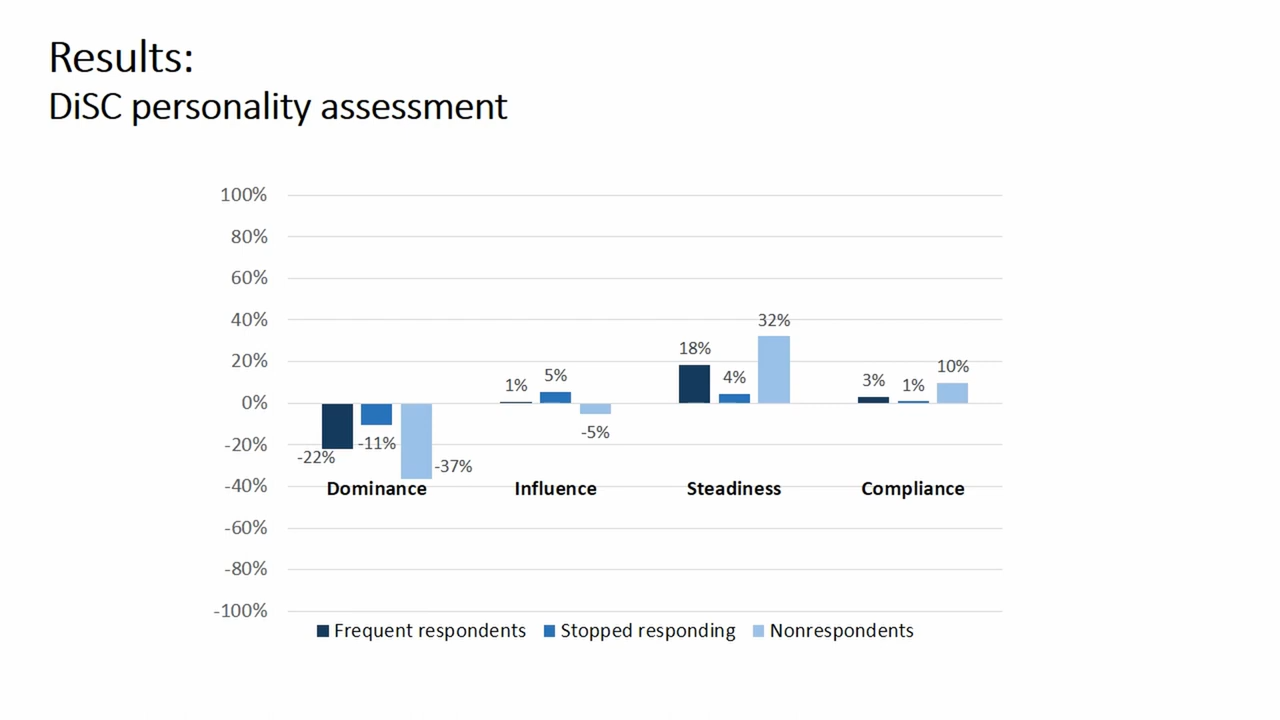 Results:
DiSC personality assessment
100%
80%
60%
40%
20%
0%
-20%
-40%
-60%
-80%
-100%
-22%
-11%
-37%
Dominance
1%
5%
-5%
Influence
18%
4%
32%
Steadiness
3%
1%
10%
Compliance
Frequent respondents
Stopped responding
Nonrespondents